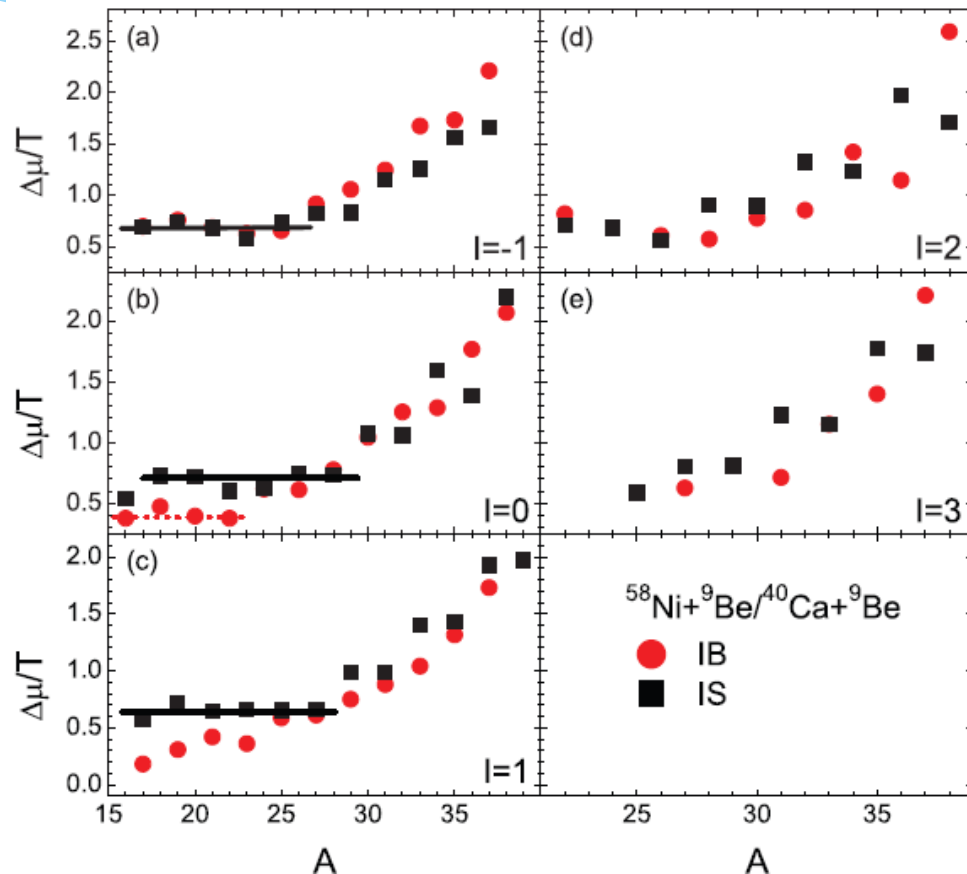 (a)
2.5
2.0
1.5
1.0
0.5
Δμ/T
I=-1
(d)
I=2
(b)
2.0
1.5
1.0
0.5
Δμ/T
I=0
(e)
I=3
(c)
2.0
1.5
1.0
0.5
0.0
Δμ/T
I=1
⁵⁸Ni+⁹Be/⁴⁰Ca+⁹Be
IB
IS
15 20 25 30 35
25 30 35
A
A